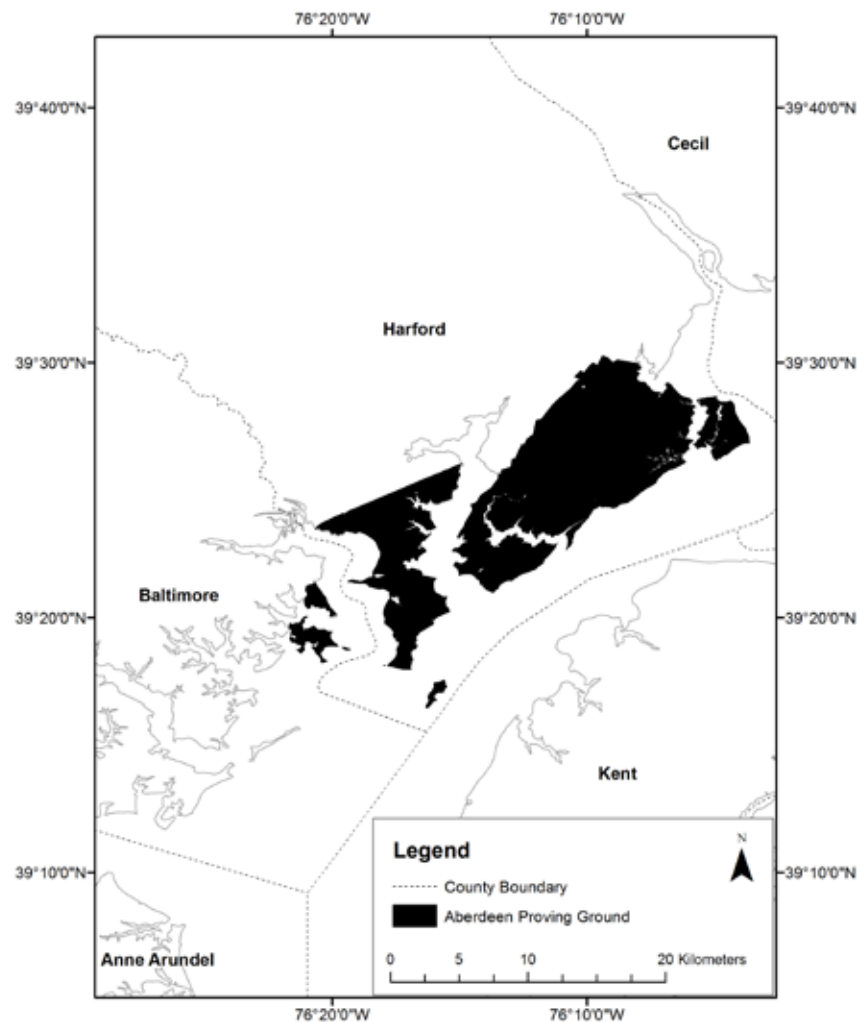 76°20'0"W 76°10'0"W
39°40'0"N 39°40'0"N
Cecil
Harford
39°30'0"N 39°30'0"N
Baltimore
39°20'0"N 39°20'0"N
Kent
Legend
N
County Boundary
Aberdeen Proving Ground
0 5 10 20 Kilometers
39°10'0"N 39°10'0"N
Anne Arundel
76°20'0"W 76°10'0"W